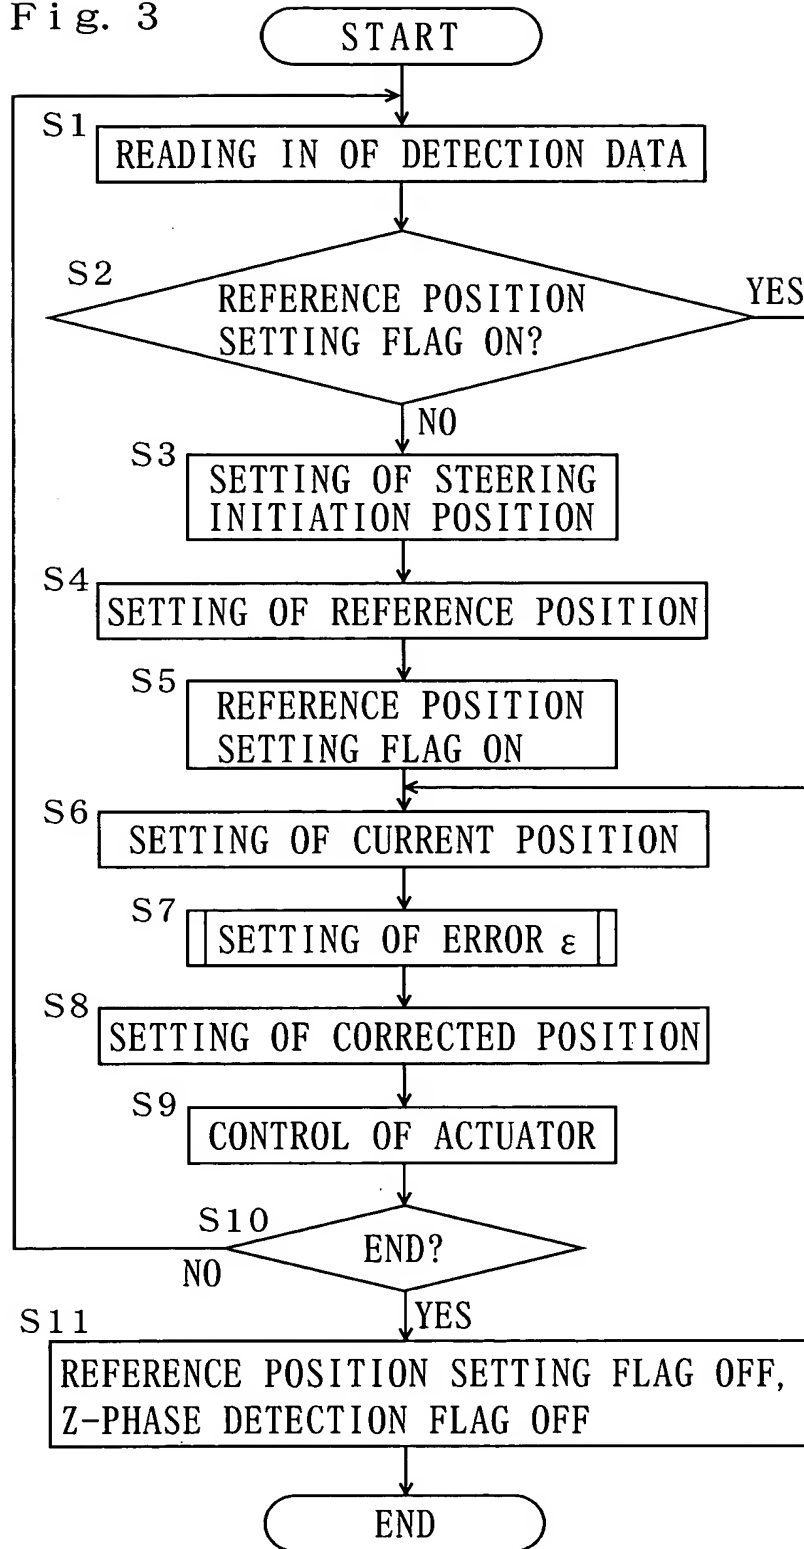 Fig. 3
START
S1
READING IN OF DETECTION DATA
S2
REFERENCE POSITION
SETTING FLAG ON?
YES
NO
S3
SETTING OF STEERING
INITIATION POSITION
S4
SETTING OF REFERENCE POSITION
S5
REFERENCE POSITION
SETTING FLAG ON
S6
SETTING OF CURRENT POSITION
S7
SETTING OF ERROR ε
S8
SETTING OF CORRECTED POSITION
S9
CONTROL OF ACTUATOR
S10
END?
NO
YES
S11
REFERENCE POSITION SETTING FLAG OFF,
Z-PHASE DETECTION FLAG OFF
END